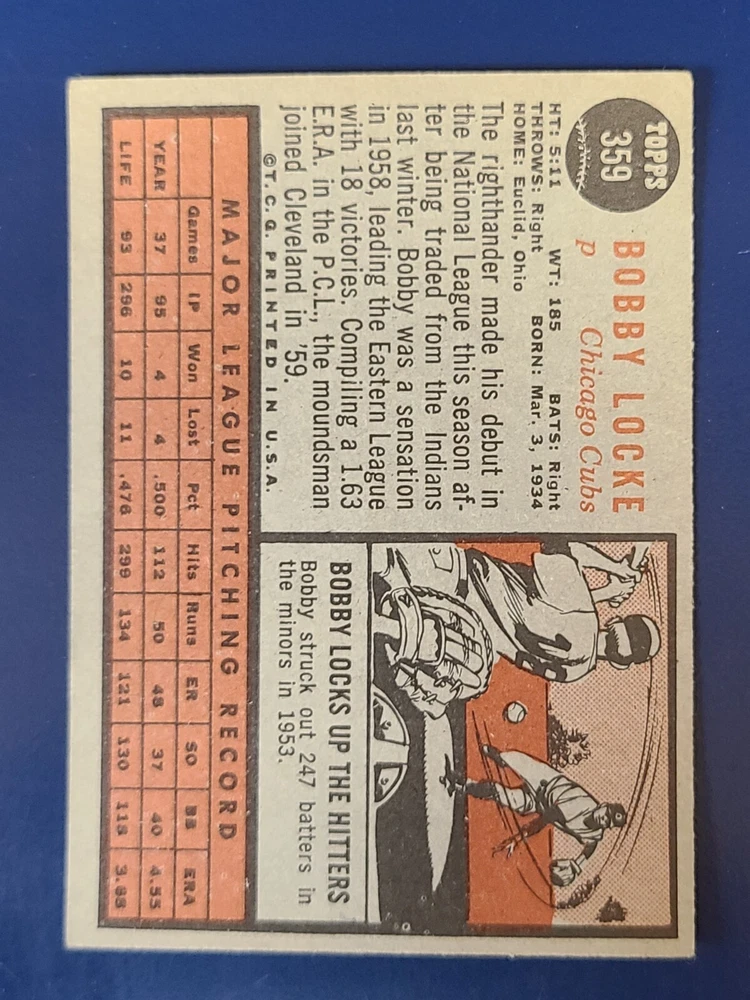 TOPPS
359
BOBBY LOCKE
p Chicago Cubs
HT: 5:11 WT: 185 BATS: Right
THROWS: Right BORN: Mar. 3, 1934
HOME: Euclid, Ohio
The righthander made his debut in
the National League this season af-
ter being traded from the Indians
last winter. Bobby was a sensation
in 1958, leading the Eastern League
with 18 victories. Compiling a 1.63
E.R.A. in the P.C.L., the moundsman
joined Cleveland in '59.
©T.C.G. PRINTED IN U.S.A.
18
BOBBY LOCKS UP THE HITTERS
Bobby struck out 247 batters in
the minors in 1953.
MAJOR LEAGUE PITCHING RECORD
Games IP Won Lost Pct Hits Runs ER SO BB ERA
YEAR 37 95 4 4 .500 112 50 48 37 40 4.55
LIFE 93 296 10 11 .476 299 134 121 130 118 3.68